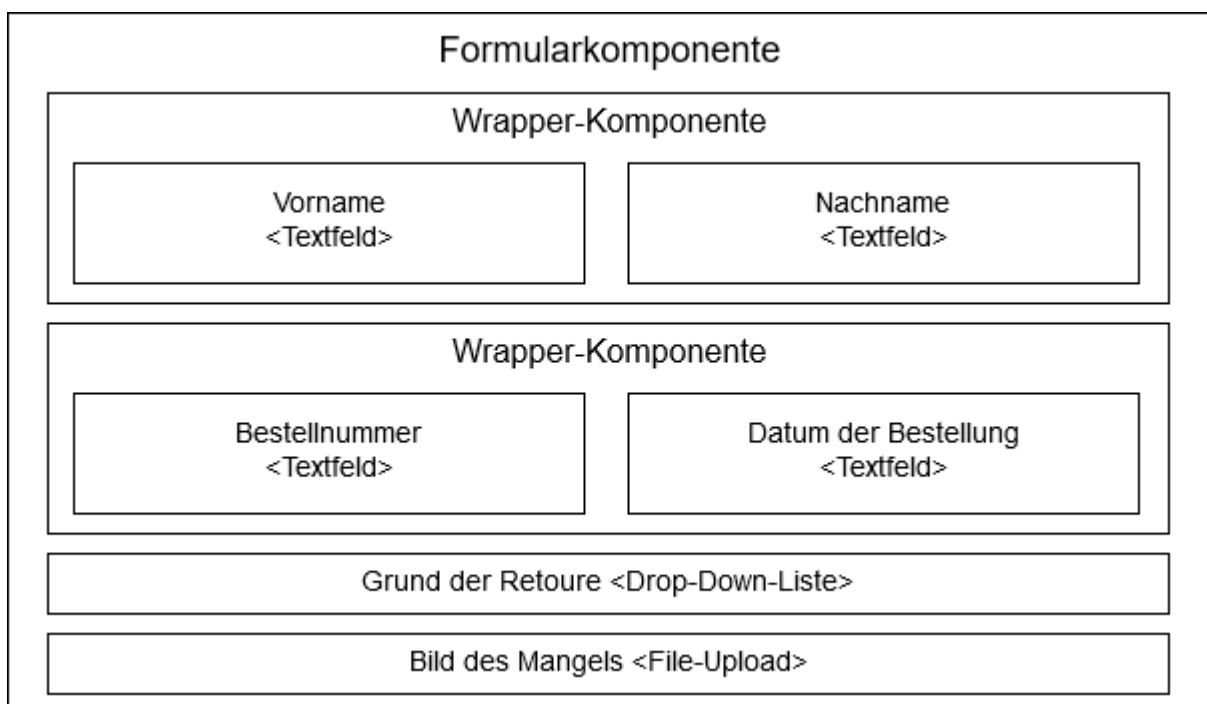 Formularkomponente
Wrapper-Komponente
Vorname
<Textfeld>
Nachname
<Textfeld>
Wrapper-Komponente
Bestellnummer
<Textfeld>
Datum der Bestellung
<Textfeld>
Grund der Retoure <Drop-Down-Liste>
Bild des Mangels <File-Upload>